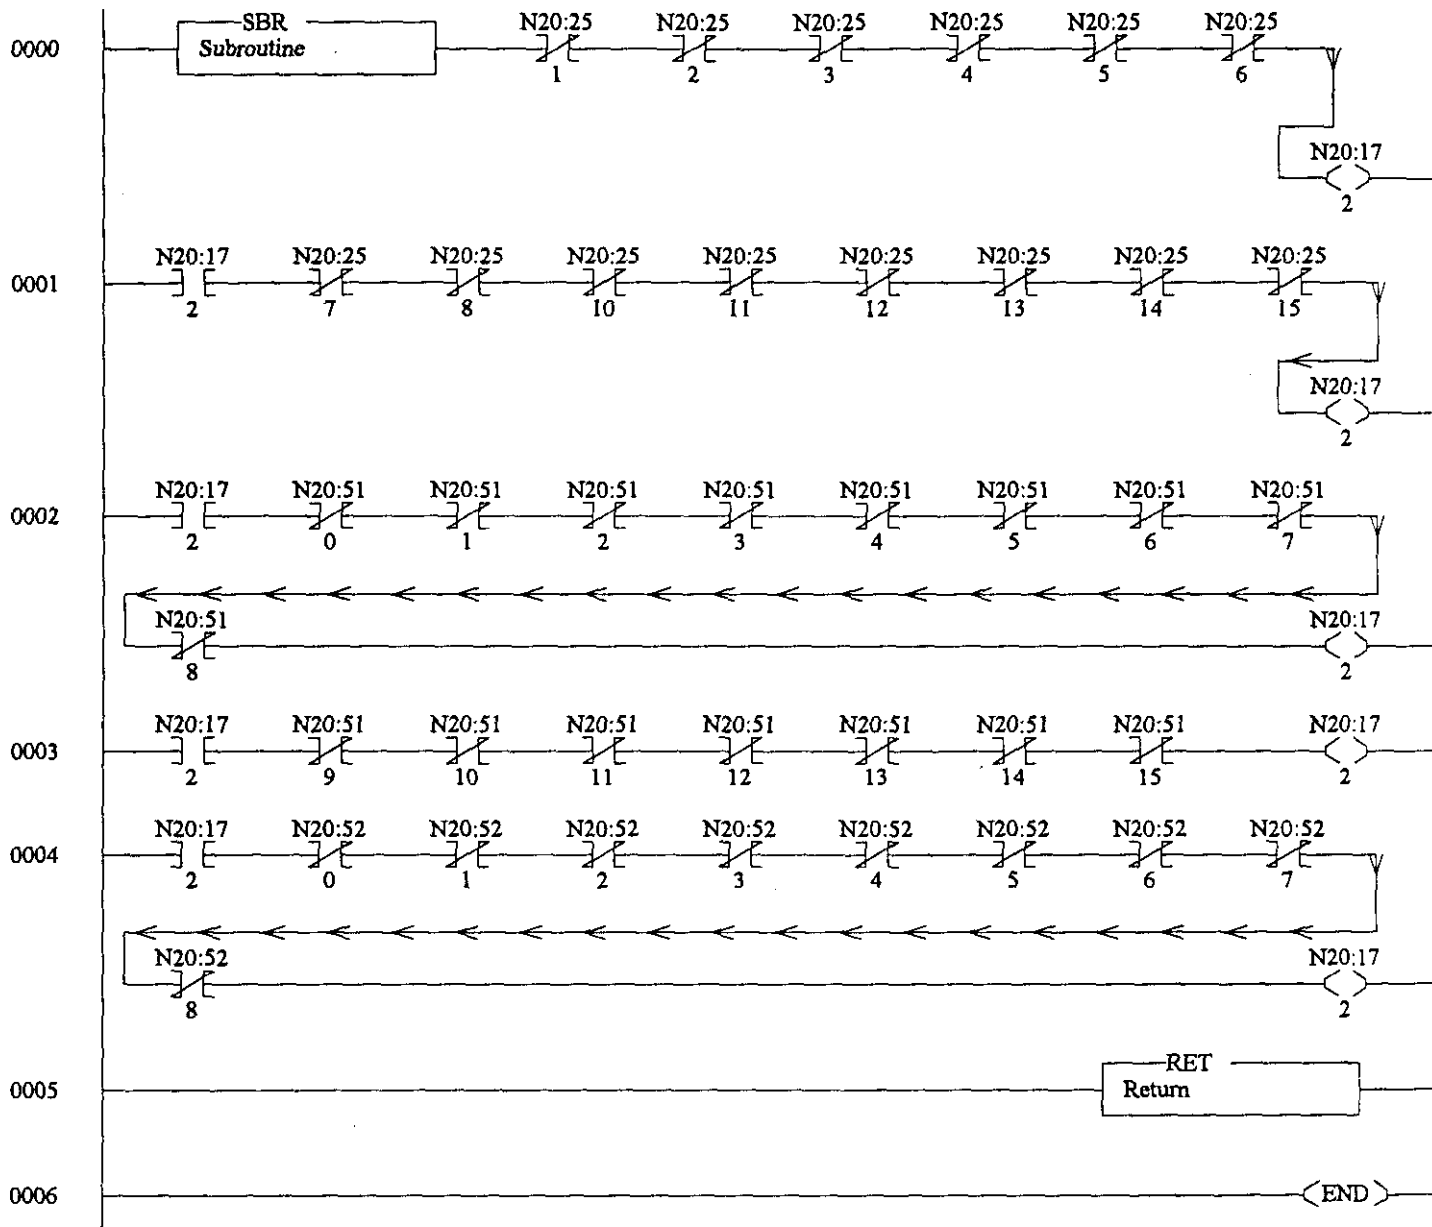 SBR
N20:25 N20:25 N20:25 N20:25 N20:25 N20:25
0000 Subroutine
1 2 3 4 5 6
N20:17
2
N20:17 N20:25 N20:25 N20:25 N20:25 N20:25 N20:25 N20:25 N20:25
0001
2 7 8 10 11 12 13 14 15
N20:17
2
N20:17 N20:51 N20:51 N20:51 N20:51 N20:51 N20:51 N20:51 N20:51
0002
2 0 1 2 3 4 5 6 7
N20:51 N20:17
8 2
N20:17 N20:51 N20:51 N20:51 N20:51 N20:51 N20:51 N20:51 N20:17
0003
2 9 10 11 12 13 14 15 2
N20:17 N20:52 N20:52 N20:52 N20:52 N20:52 N20:52 N20:52 N20:52
0004
2 0 1 2 3 4 5 6 7
N20:52 N20:17
8 2
RET
0005 Return
0006 END